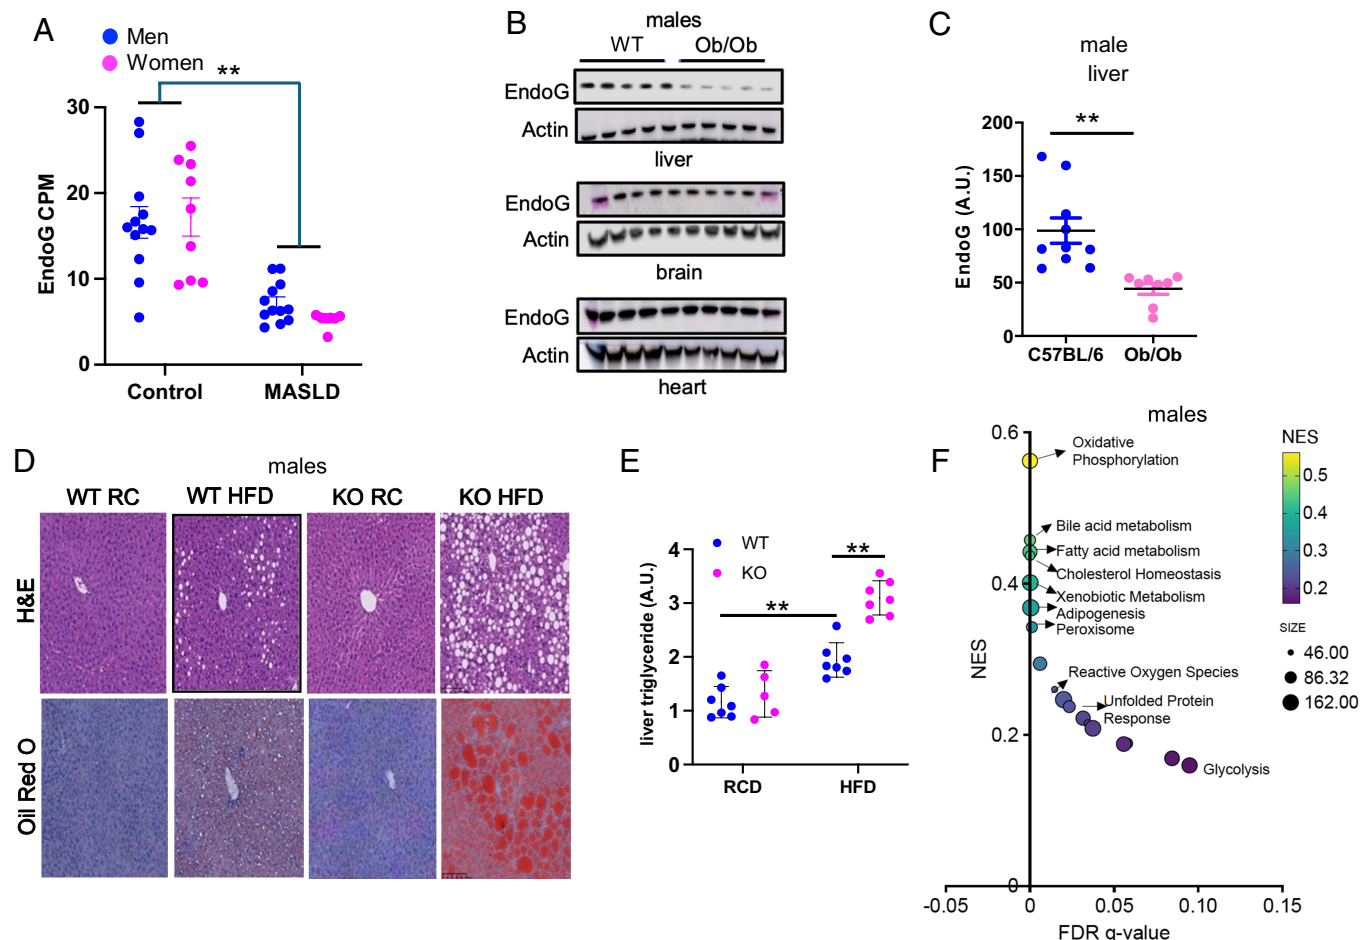 A
Men
Women
**
EndoG CPM
30
20
10
0
Control
MASLD
B
males
WT
Ob/Ob
EndoG
Actin
liver
EndoG
Actin
brain
EndoG
Actin
heart
C
male
liver
**
EndoG (A.U.)
200
150
100
50
0
C57BL/6
Ob/Ob
D
males
WT RC
WT HFD
KO RC
KO HFD
H&E
Oil Red O
E
WT
KO
**
**
liver triglyceride (A.U.)
4
3
2
1
0
RCD
HFD
F
males
NES
0.6
0.4
0.2
0
Oxidative
Phosphorylation
Bile acid metabolism
Fatty acid metabolism
Cholesterol Homeostasis
Xenobiotic Metabolism
Adipogenesis
Peroxisome
Reactive Oxygen Species
Unfolded Protein
Response
Glycolysis
-0.05
0
0.05
0.10
0.15
FDR q-value
NES
0.5
0.4
0.3
0.2
SIZE
46.00
86.32
162.00